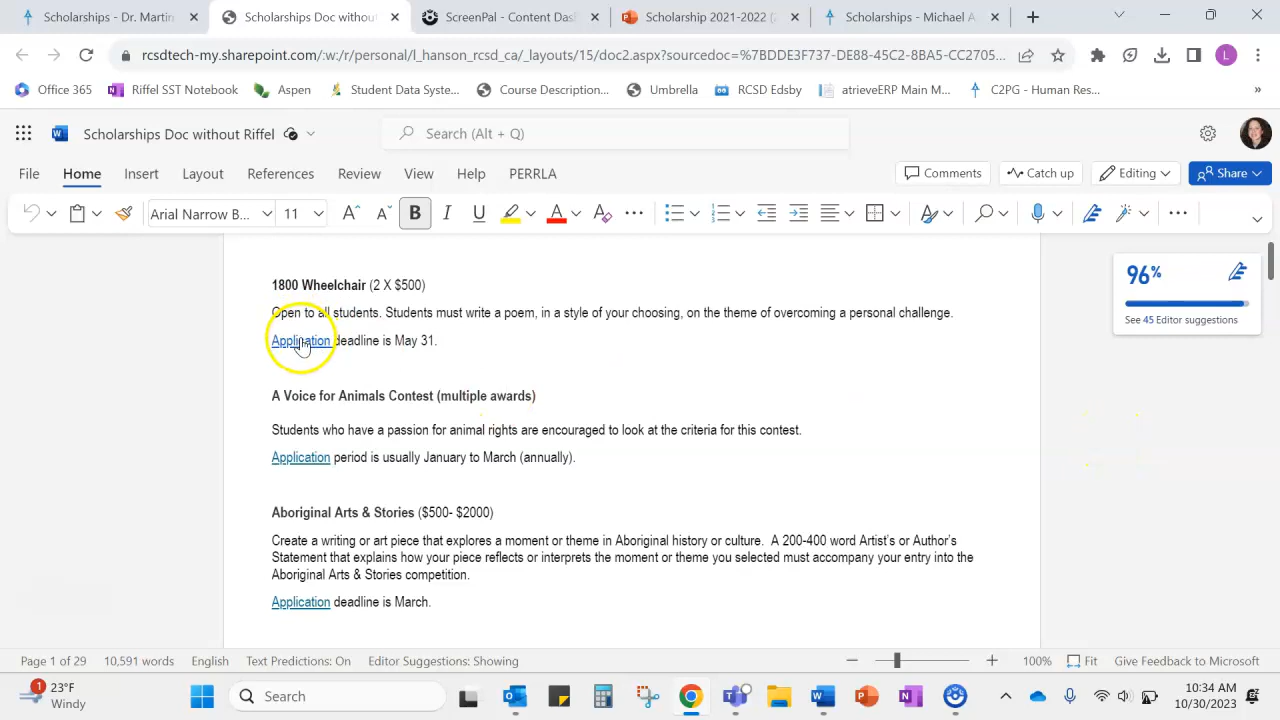 Scholarships - Dr. Martin
Scholarships Doc without
ScreenPal - Content Das
Scholarship 2021-2022 (
Scholarships - Michael A
rcsdtech-my.sharepoint.com/:w:/r/personal/l_hanson_rcsd_ca/_layouts/15/doc2.aspx?sourcedoc=%7BDDE3F737-DE88-45C2-8BA5-CC2705...
L
Office 365
Riffel SST Notebook
Aspen
Student Data Syste...
Course Description...
Umbrella
RCSD Edsby
atrieveERP Main M...
C2PG - Human Res...
»
Scholarships Doc without Riffel
Search (Alt + Q)
File Home Insert Layout References Review View Help PERRLA
Comments Catch up Editing Share
Arial Narrow B... 11 A A B I U A A
96%
See 45 Editor suggestions
1800 Wheelchair (2 X $500)
Open to all students. Students must write a poem, in a style of your choosing, on the theme of overcoming a personal challenge.
Application deadline is May 31.
A Voice for Animals Contest (multiple awards)
Students who have a passion for animal rights are encouraged to look at the criteria for this contest.
Application period is usually January to March (annually).
Aboriginal Arts & Stories ($500- $2000)
Create a writing or art piece that explores a moment or theme in Aboriginal history or culture. A 200-400 word Artist's or Author's
Statement that explains how your piece reflects or interprets the moment or theme you selected must accompany your entry into the
Aboriginal Arts & Stories competition.
Application deadline is March.
Page 1 of 29 10,591 words English Text Predictions: On Editor Suggestions: Showing 100% Fit Give Feedback to Microsoft
1
23°F
Windy
Search
10:34 AM
10/30/2023